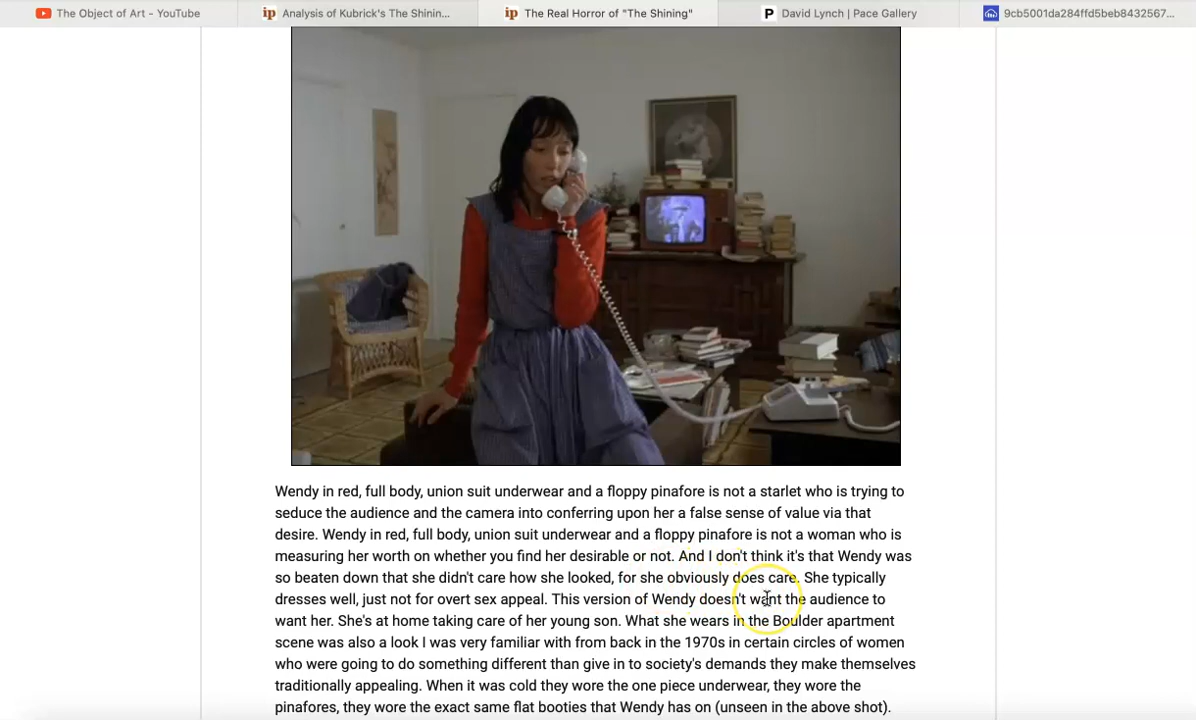 The Object of Art - YouTube
ip Analysis of Kubrick's The Shinin...
ip The Real Horror of "The Shining"
P David Lynch | Pace Gallery
9cb5001da284ffd5beb8432567...
Wendy in red, full body, union suit underwear and a floppy pinafore is not a starlet who is trying to
seduce the audience and the camera into conferring upon her a false sense of value via that
desire. Wendy in red, full body, union suit underwear and a floppy pinafore is not a woman who is
measuring her worth on whether you find her desirable or not. And I don't think it's that Wendy was
so beaten down that she didn't care how she looked, for she obviously does care. She typically
dresses well, just not for overt sex appeal. This version of Wendy doesn't want the audience to
want her. She's at home taking care of her young son. What she wears in the Boulder apartment
scene was also a look I was very familiar with from back in the 1970s in certain circles of women
who were going to do something different than give in to society's demands they make themselves
traditionally appealing. When it was cold they wore the one piece underwear, they wore the
pinafores, they wore the exact same flat booties that Wendy has on (unseen in the above shot).